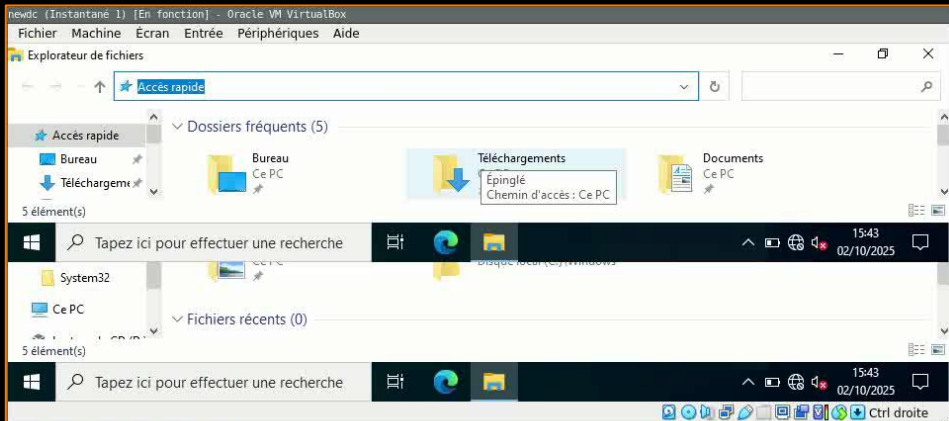 newdc (Instantané 1) [En fonction] - Oracle VM VirtualBox
Fichier Machine Écran Entrée Périphériques Aide
Explorateur de fichiers
Accès rapide
Accès rapide
Dossiers fréquents (5)
Bureau
Téléchargeme
Bureau
Ce PC
Téléchargements
Épinglé
Chemin d'accès : Ce PC
Documents
Ce PC
5 élément(s)
Tapez ici pour effectuer une recherche
15:43
02/10/2025
System32
Ce PC
Disque local (C:) (Windows
Fichiers récents (0)
5 élément(s)
Tapez ici pour effectuer une recherche
15:43
02/10/2025
Ctrl droite